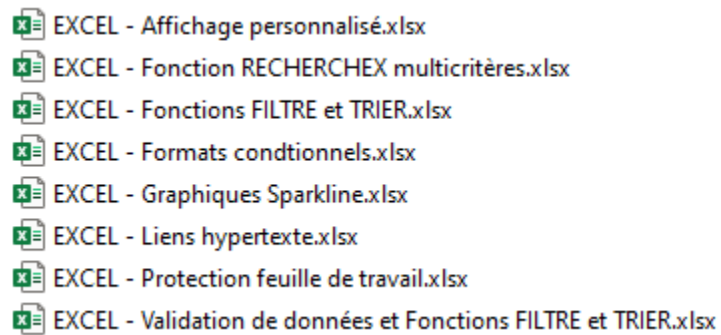 EXCEL - Affichage personnalisé.xlsx
EXCEL - Fonction RECHERCHEX multicritères.xlsx
EXCEL - Fonctions FILTRE et TRIER.xlsx
EXCEL - Formats condtionnels.xlsx
EXCEL - Graphiques Sparkline.xlsx
EXCEL - Liens hypertexte.xlsx
EXCEL - Protection feuille de travail.xlsx
EXCEL - Validation de données et Fonctions FILTRE et TRIER.xlsx